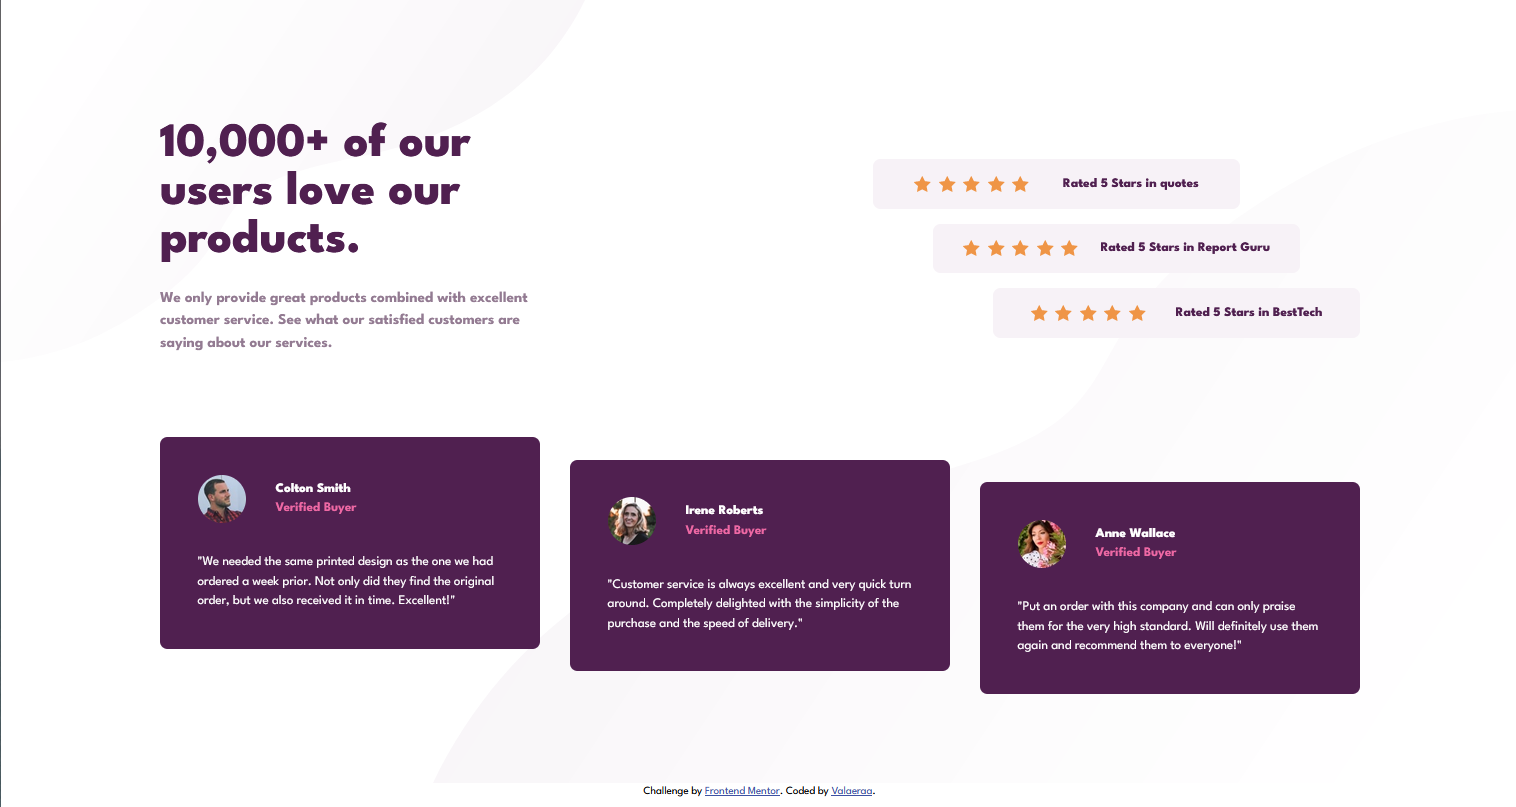 10,000+ of our
users love our
products.
We only provide great products combined with excellent
customer service. See what our satisfied customers are
saying about our services.
Rated 5 Stars in quotes
Rated 5 Stars in Report Guru
Rated 5 Stars in BestTech
Colton Smith
Verified Buyer
"We needed the same printed design as the one we had
ordered a week prior. Not only did they find the original
order, but we also received it in time. Excellent!"
Irene Roberts
Verified Buyer
"Customer service is always excellent and very quick turn
around. Completely delighted with the simplicity of the
purchase and the speed of delivery."
Anne Wallace
Verified Buyer
"Put an order with this company and can only praise
them for the very high standard. Will definitely use them
again and recommend them to everyone!"
Challenge by Frontend Mentor. Coded by Valaeraa.